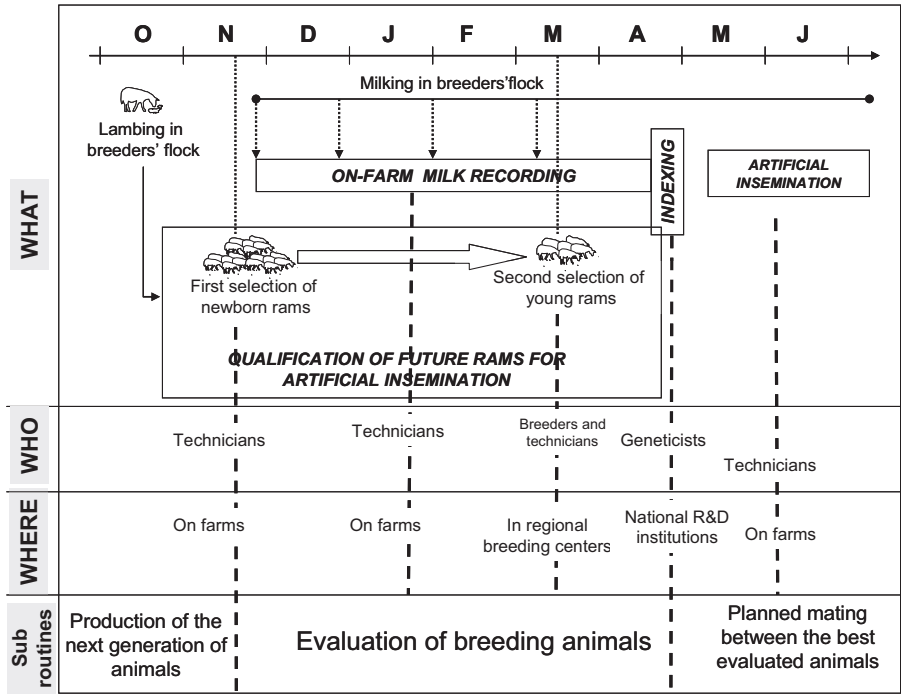 O N D J F M A M J
Milking in breeders'flock
Lambing in
breeders' flock
ON-FARM MILK RECORDING
INDEXING
ARTIFICIAL
INSEMINATION
WHAT
First selection of
newborn rams
Second selection of
young rams
QUALIFICATION OF FUTURE RAMS FOR
ARTIFICIAL INSEMINATION
WHO
Technicians
Technicians
Breeders and
technicians
Geneticists
Technicians
WHERE
On farms
On farms
In regional
breeding centers
National R&D
institutions
On farms
Sub
routines
Production of the
next generation of
animals
Evaluation of breeding animals
Planned mating
between the best
evaluated animals